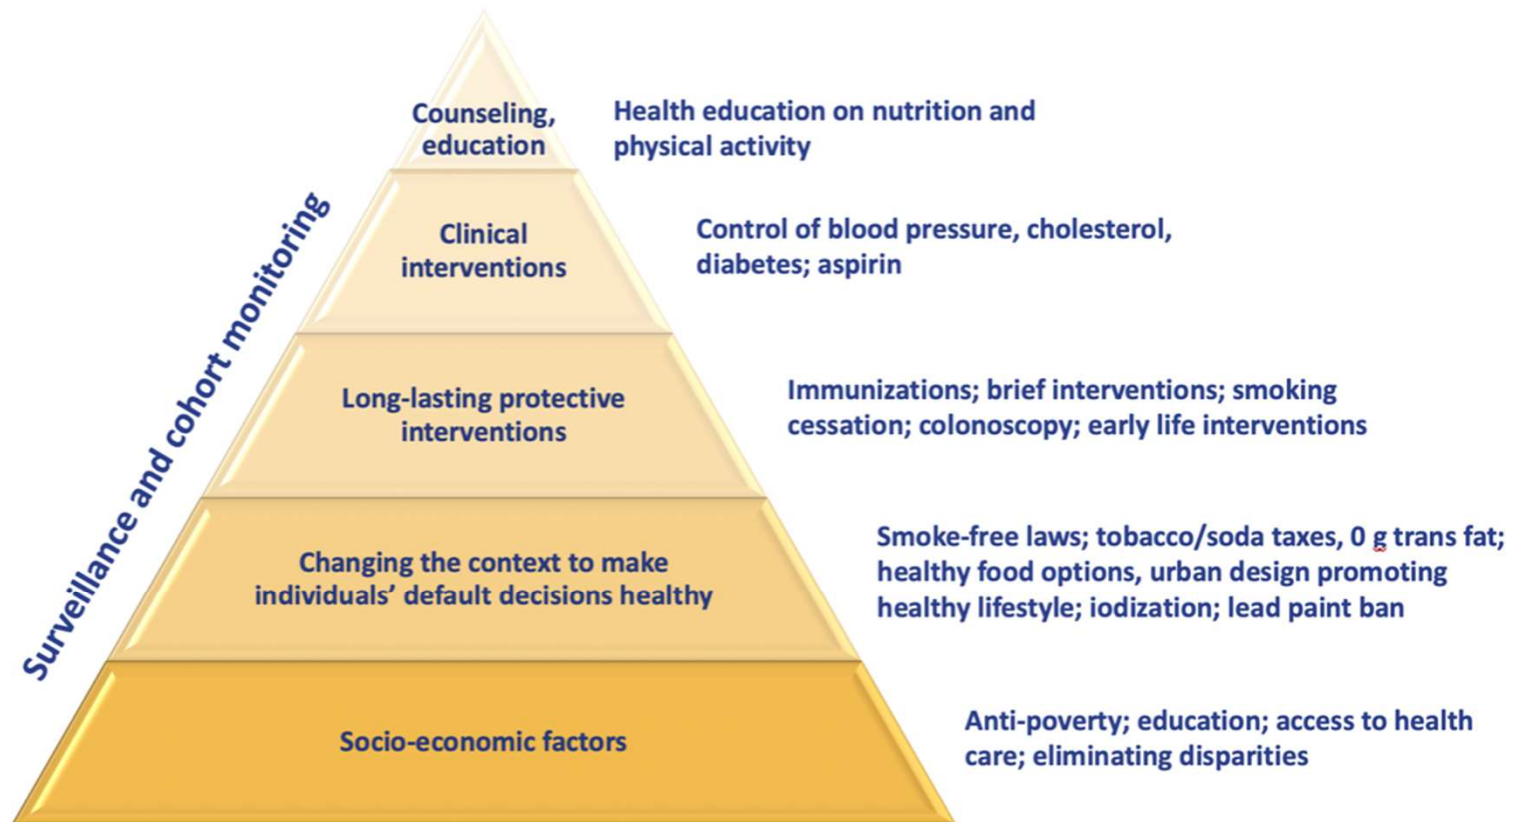 Counseling,
education
Health education on nutrition and
physical activity
Clinical
interventions
Control of blood pressure, cholesterol,
diabetes; aspirin
Surveillance and cohort monitoring
Long-lasting protective
interventions
Immunizations; brief interventions; smoking
cessation; colonoscopy; early life interventions
Changing the context to make
individuals’ default decisions healthy
Smoke-free laws; tobacco/soda taxes, 0 g trans fat;
healthy food options, urban design promoting
healthy lifestyle; iodization; lead paint ban
Socio-economic factors
Anti-poverty; education; access to health
care; eliminating disparities